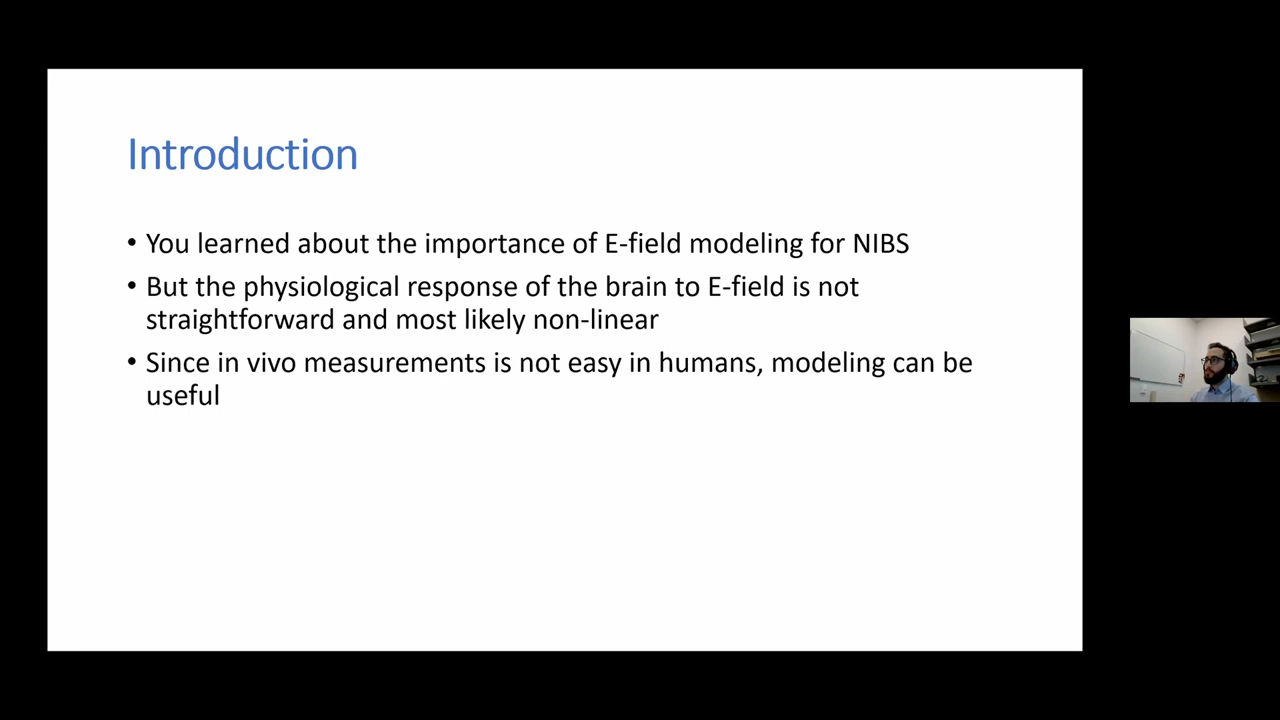 Introduction
• You learned about the importance of E-field modeling for NIBS
• But the physiological response of the brain to E-field is not
straightforward and most likely non-linear
• Since in vivo measurements is not easy in humans, modeling can be
useful